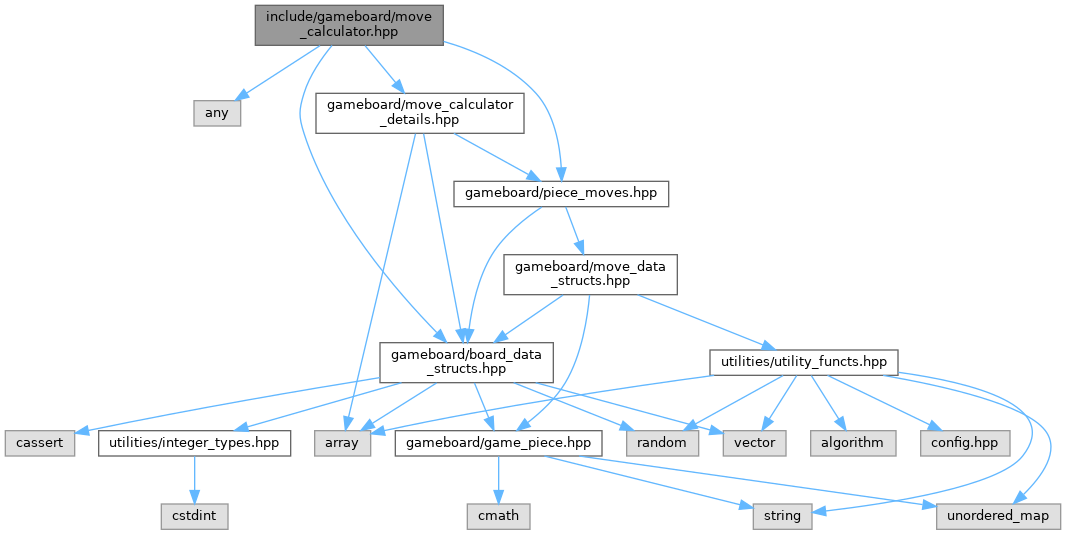 include/gameboard/move
_calculator.hpp
any
gameboard/move_calculator
_details.hpp
gameboard/piece_moves.hpp
gameboard/move_data
_structs.hpp
gameboard/board_data
_structs.hpp
utilities/utility_functs.hpp
cassert
utilities/integer_types.hpp
array
gameboard/game_piece.hpp
random
vector
algorithm
config.hpp
cstdint
cmath
string
unordered_map